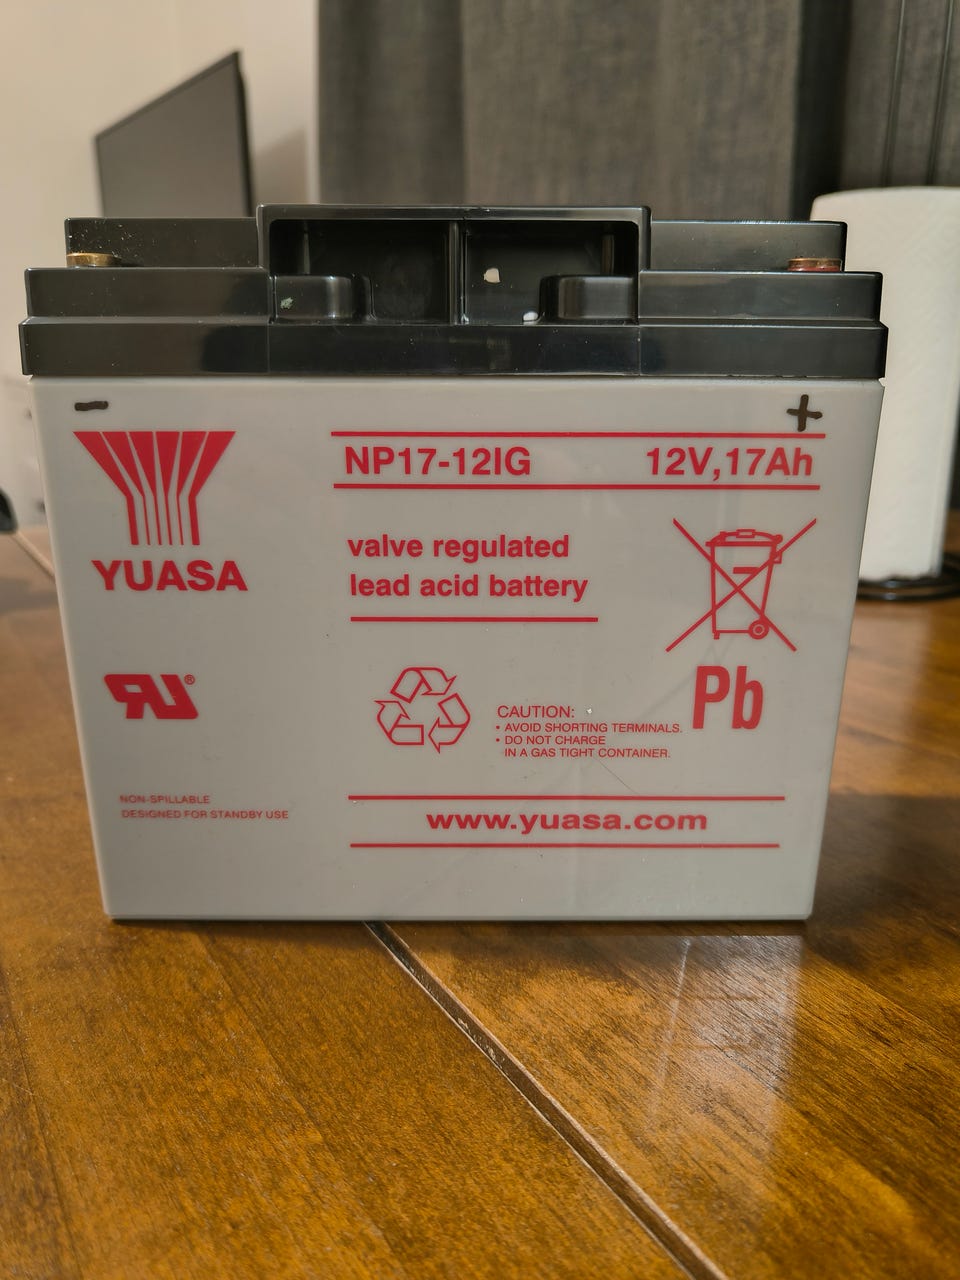 - +
NP17-12IG 12V,17Ah
YUASA
valve regulated
lead acid battery
Pb
RU®
CAUTION:
• AVOID SHORTING TERMINALS.
• DO NOT CHARGE
IN A GAS TIGHT CONTAINER.
NON-SPILLABLE
DESIGNED FOR STANDBY USE
www.yuasa.com